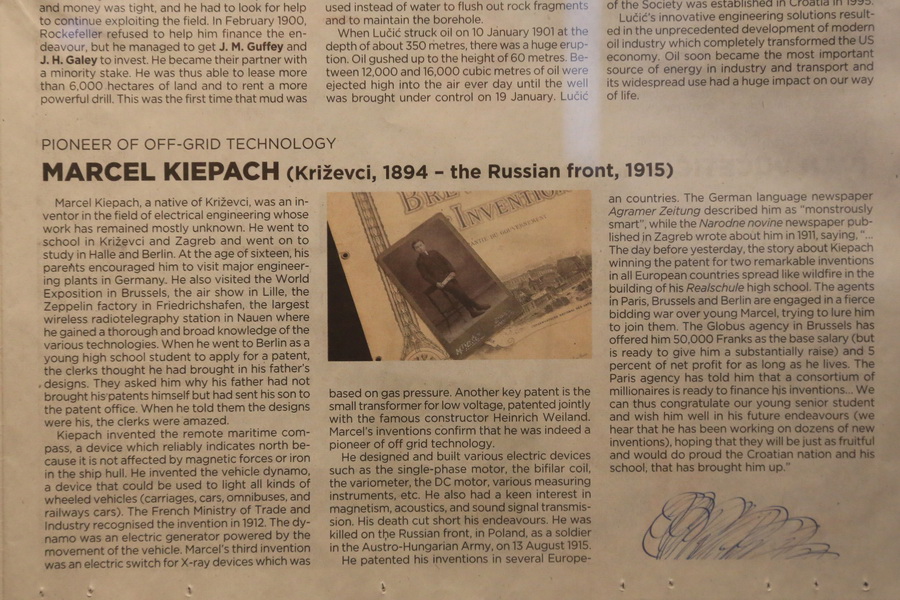 and money was tight, and he had to look for help
to continue exploiting the field. In February 1900,
Rockefeller refused to help him finance the en-
deavour, but he managed to get J. M. Guffey and
J. H. Galey to invest. He became their partner with
a minority stake. He was thus able to lease more
than 6,000 hectares of land and to rent a more
powerful drill. This was the first time that mud was
used instead of water to flush out rock fragments
and to maintain the borehole.
When Lučić struck oil on 10 January 1901 at the
depth of about 350 metres, there was a huge erup-
tion. Oil gushed up to the height of 60 metres. Be-
tween 12,000 and 16,000 cubic metres of oil were
ejected high into the air ever day until the well
was brought under control on 19 January. Lučić
of the Society was established in Croatia in 1995.
Lučić's innovative engineering solutions result-
ed in the unprecedented development of modern
oil industry which completely transformed the US
economy. Oil soon became the most important
source of energy in industry and transport and
its widespread use had a huge impact on our way
of life.
PIONEER OF OFF-GRID TECHNOLOGY
MARCEL KIEPACH (Križevci, 1894 – the Russian front, 1915)
Marcel Kiepach, a native of Križevci, was an in-
ventor in the field of electrical engineering whose
work has remained mostly unknown. He went to
school in Križevci and Zagreb and went on to
study in Halle and Berlin. At the age of sixteen, his
parents encouraged him to visit major engineer-
ing plants in Germany. He also visited the World
Exposition in Brussels, the air show in Lille, the
Zeppelin factory in Friedrichshafen, the largest
wireless radiotelegraphy station in Nauen where
he gained a thorough and broad knowledge of the
various technologies. When he went to Berlin as a
young high school student to apply for a patent,
the clerks thought he had brought in his father's
designs. They asked him why his father had not
brought his patents himself but had sent his son to
the patent office. When he told them the designs
were his, the clerks were amazed.
Kiepach invented the remote maritime com-
pass, a device which reliably indicates north be-
cause it is not affected by magnetic forces or iron
in the ship hull. He invented the vehicle dynamo,
a device that could be used to light all kinds of
wheeled vehicles (carriages, cars, omnibuses, and
railways cars). The French Ministry of Trade and
Industry recognised the invention in 1912. The dy-
namo was an electric generator powered by the
movement of the vehicle. Marcel's third invention
was an electric switch for X-ray devices which was
INVENTION
based on gas pressure. Another key patent is the
small transformer for low voltage, patented jointly
with the famous constructor Heinrich Weiland.
Marcel's inventions confirm that he was indeed a
pioneer of off grid technology.
He designed and built various electric devices
such as the single-phase motor, the bifilar coil,
the variometer, the DC motor, various measuring
instruments, etc. He also had a keen interest in
magnetism, acoustics, and sound signal transmis-
sion. His death cut short his endeavours. He was
killed on the Russian front, in Poland, as a soldier
in the Austro-Hungarian Army, on 13 August 1915.
He patented his inventions in several Europe-
an countries. The German language newspaper
Agramer Zeitung described him as "monstrously
smart", while the Narodne novine newspaper pub-
lished in Zagreb wrote about him in 1911, saying, "...
The day before yesterday, the story about Kiepach
winning the patent for two remarkable inventions
in all European countries spread like wildfire in the
building of his Realschule high school. The agents
in Paris, Brussels and Berlin are engaged in a fierce
bidding war over young Marcel, trying to lure him
to join them. The Globus agency in Brussels has
offered him 50,000 Franks as the base salary (but
is ready to give him a substantially raise) and 5
percent of net profit for as long as he lives. The
Paris agency has told him that a consortium of
millionaires is ready to finance his inventions... We
can thus congratulate our young senior student
and wish him well in his future endeavours (we
hear that he has been working on dozens of new
inventions), hoping that they will be just as fruitful
and would do proud the Croatian nation and his
school, that has brought him up."